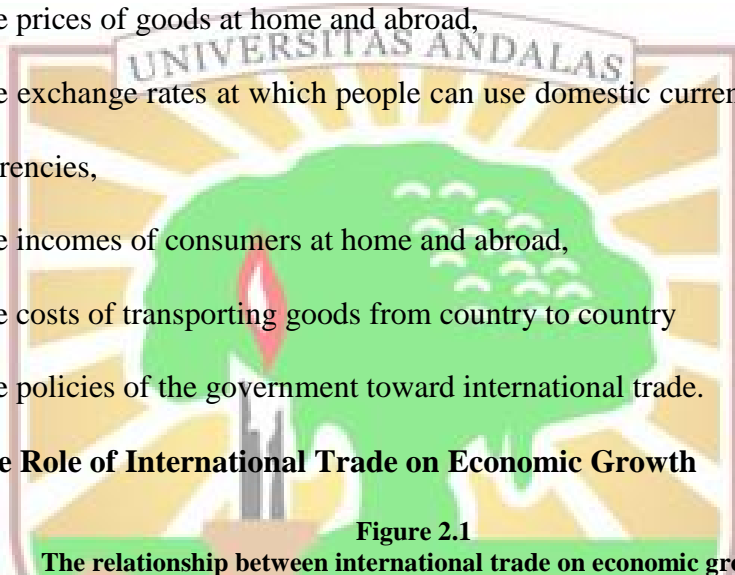 e prices of goods at home and abroad,
UNIVERSITAS ANDALAS
e exchange rates at which people can use domestic curren
rrencies,
e incomes of consumers at home and abroad,
e costs of transporting goods from country to country
e policies of the government toward international trade.
e Role of International Trade on Economic Growth
Figure 2.1
The relationship between international trade on economic gro